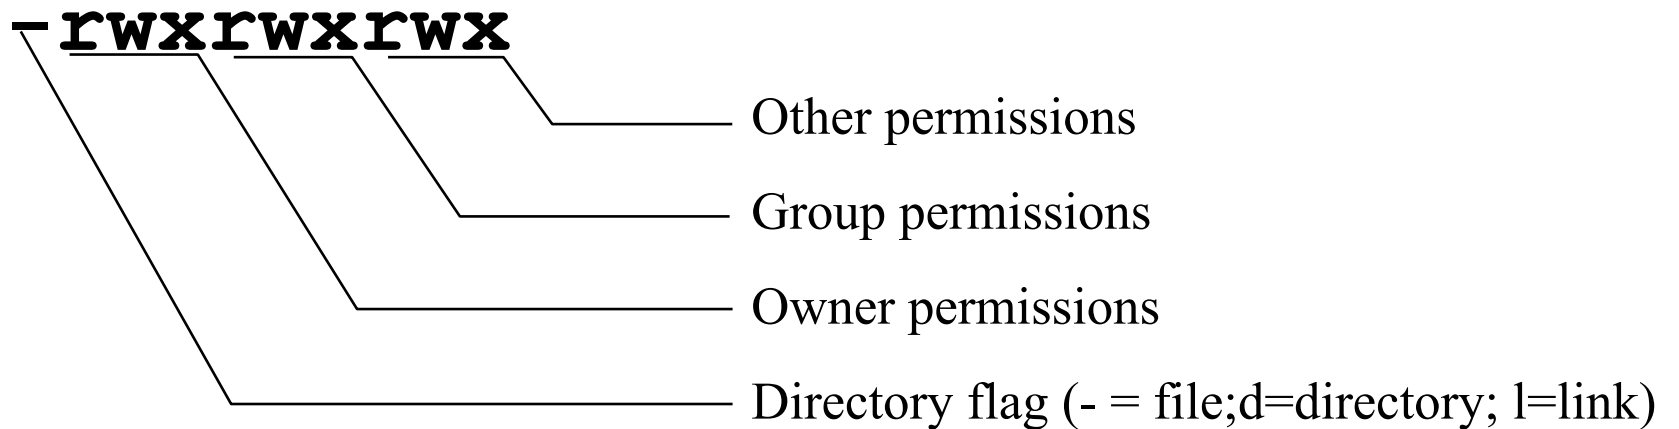 -rwxrwxrwx
Other permissions
Group permissions
Owner permissions
Directory flag (- = file;d=directory; l=link)